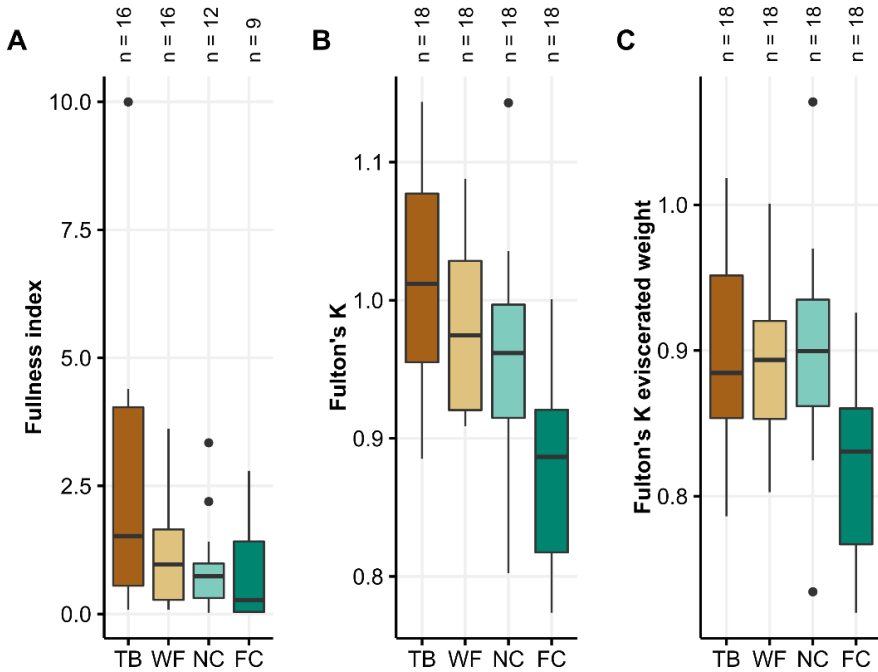 A
n = 16
n = 16
n = 12
n = 9
Fullness index
10.0
7.5
5.0
2.5
0.0
TB WF NC FC
B
n = 18
n = 18
n = 18
n = 18
Fulton's K
1.1
1.0
0.9
0.8
TB WF NC FC
C
n = 18
n = 18
n = 18
n = 18
Fulton's K eviscerated weight
1.0
0.9
0.8
TB WF NC FC